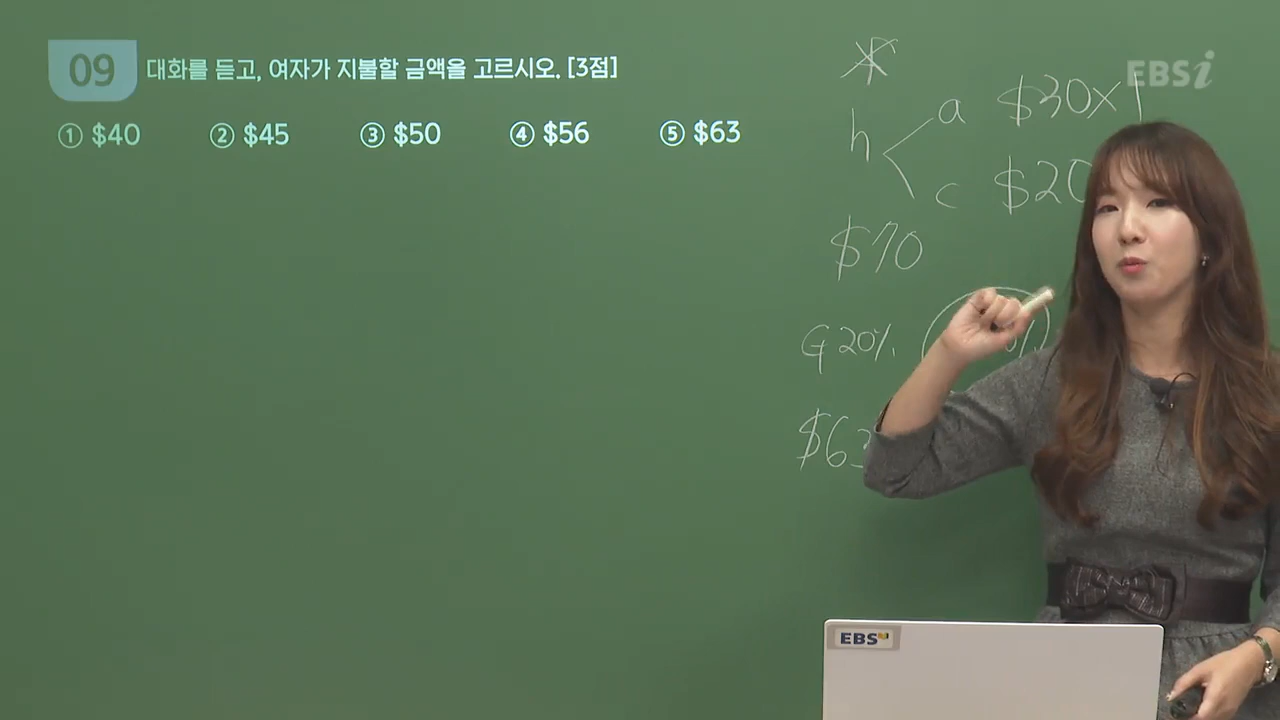 09 대화를 듣고, 여자가 지불할 금액을 고르시오. [3점]
① $40 ② $45 ③ $50 ④ $56 ⑤ $63
EBSi
a $30×1
h
c $20
$70
G 20%
$63
EBS